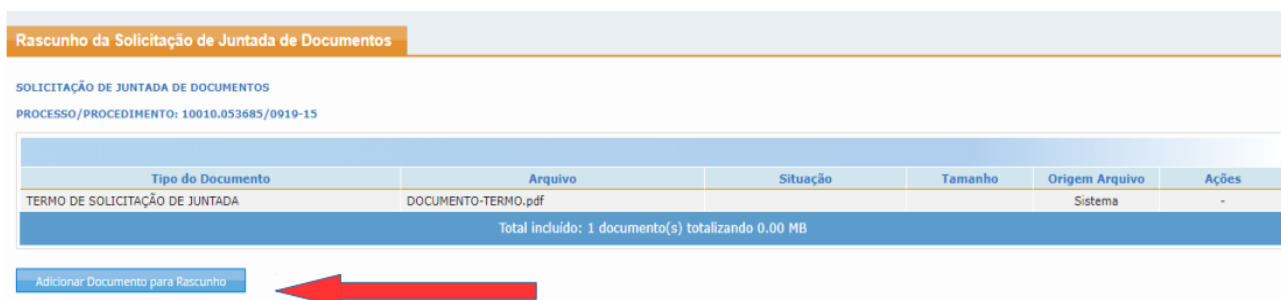 Rascunho da Solicitação de Juntada de Documentos
SOLICITAÇÃO DE JUNTADA DE DOCUMENTOS
PROCESSO/PROCEDIMENTO: 10010.053685/0919-15
Tipo do Documento Arquivo Situação Tamanho Origem Arquivo Ações
TERMO DE SOLICITAÇÃO DE JUNTADA DOCUMENTO-TERMO.pdf Sistema -
Total incluído: 1 documento(s) totalizando 0.00 MB
Adicionar Documento para Rascunho